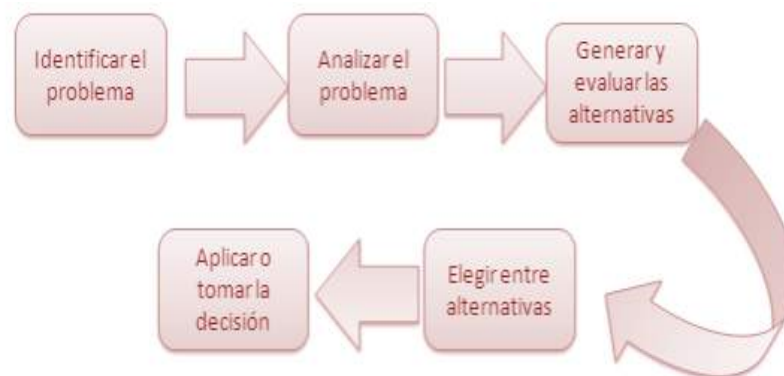 Identificar el
problema
Analizar el
problema
Generar y
evaluar las
alternativas
Elegir entre
alternativas
Aplicar o
tomar la
decisión